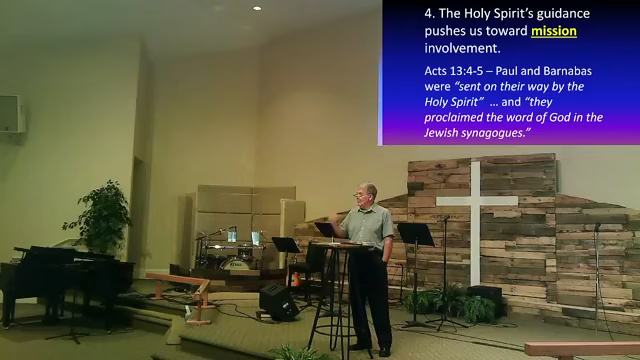 4. The Holy Spirit's guidance
pushes us toward mission
involvement.
Acts 13:4-5 – Paul and Barnabas
were "sent on their way by the
Holy Spirit" ... and "they
proclaimed the word of God in the
Jewish synagogues."
TAMA